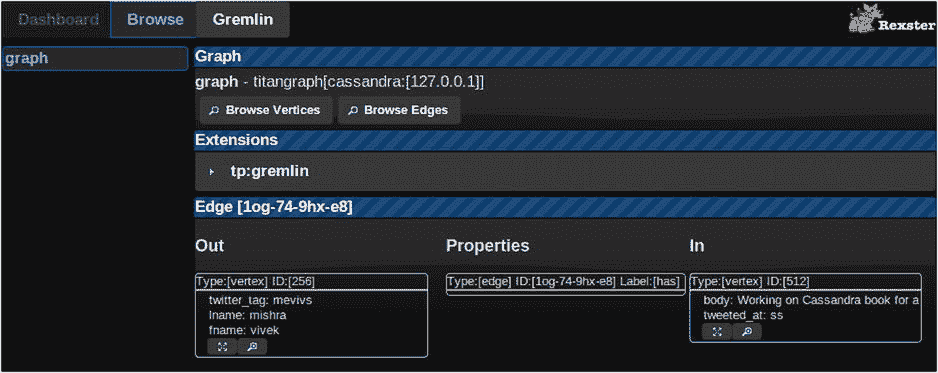 Dashboard Browse Gremlin Rexster
graph
Graph
graph - titangraph[cassandra:[127.0.0.1]]
Browse Vertices Browse Edges
Extensions
tp:gremlin
Edge [1og-74-9hx-e8]
Out Properties In
Type:[vertex] ID:[256] Type:[edge] ID:[1og-74-9hx-e8] Label:[has] Type:[vertex] ID:[512]
twitter_tag: mevivs body: Working on Cassandra book for a
lname: mishra tweeted_at: ss
fname: vivek